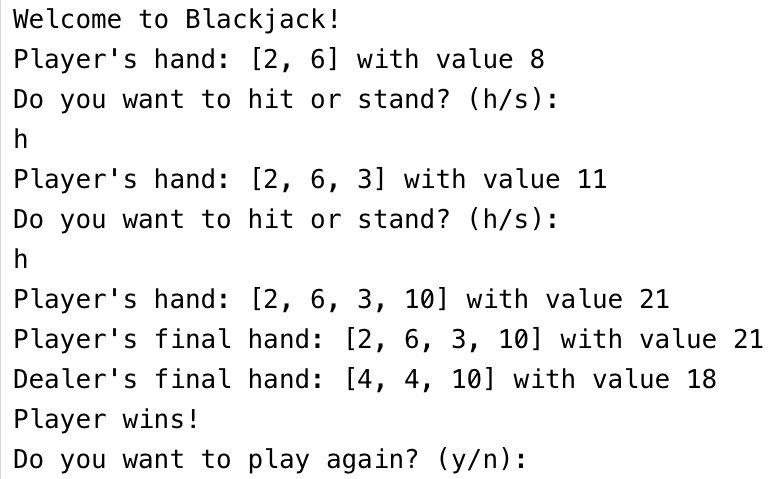 Welcome to Blackjack!
Player's hand: [2, 6] with value 8
Do you want to hit or stand? (h/s):
h
Player's hand: [2, 6, 3] with value 11
Do you want to hit or stand? (h/s):
h
Player's hand: [2, 6, 3, 10] with value 21
Player's final hand: [2, 6, 3, 10] with value 21
Dealer's final hand: [4, 4, 10] with value 18
Player wins!
Do you want to play again? (y/n):